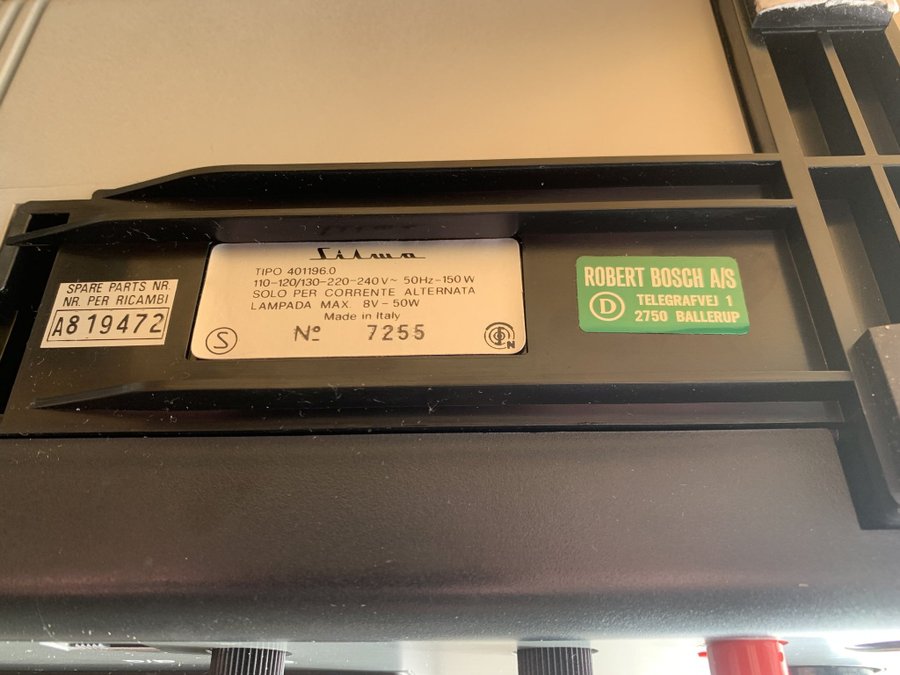 SPARE PARTS NR.
NR. PER RICAMBI
A819472
Silma
TIPO 401196.0
110-120/130-220-240V~ 50Hz-150W
SOLO PER CORRENTE ALTERNATA
LAMPADA MAX. 8V-50W
Made in Italy
Nº 7255
S
N
ROBERT BOSCH A/S
D
TELEGRAFVEJ 1
2750 BALLERUP